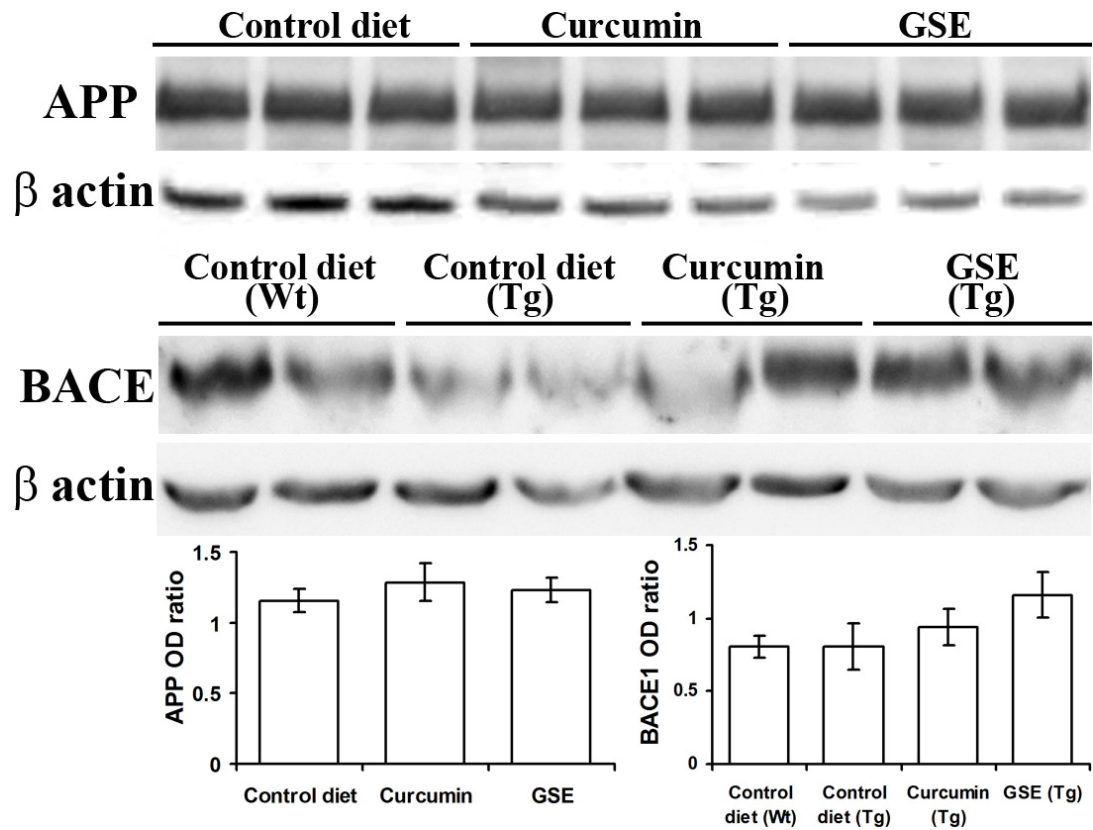 Control diet Curcumin GSE
APP
β actin
Control diet Control diet Curcumin GSE
(Wt) (Tg) (Tg) (Tg)
BACE
β actin
APP OD ratio
1.5
1
0.5
0
Control diet Curcumin GSE
BACE1 OD ratio
1.5
1
0.5
0
Control Control Curcumin GSE (Tg)
diet (Wt) diet (Tg) (Tg)